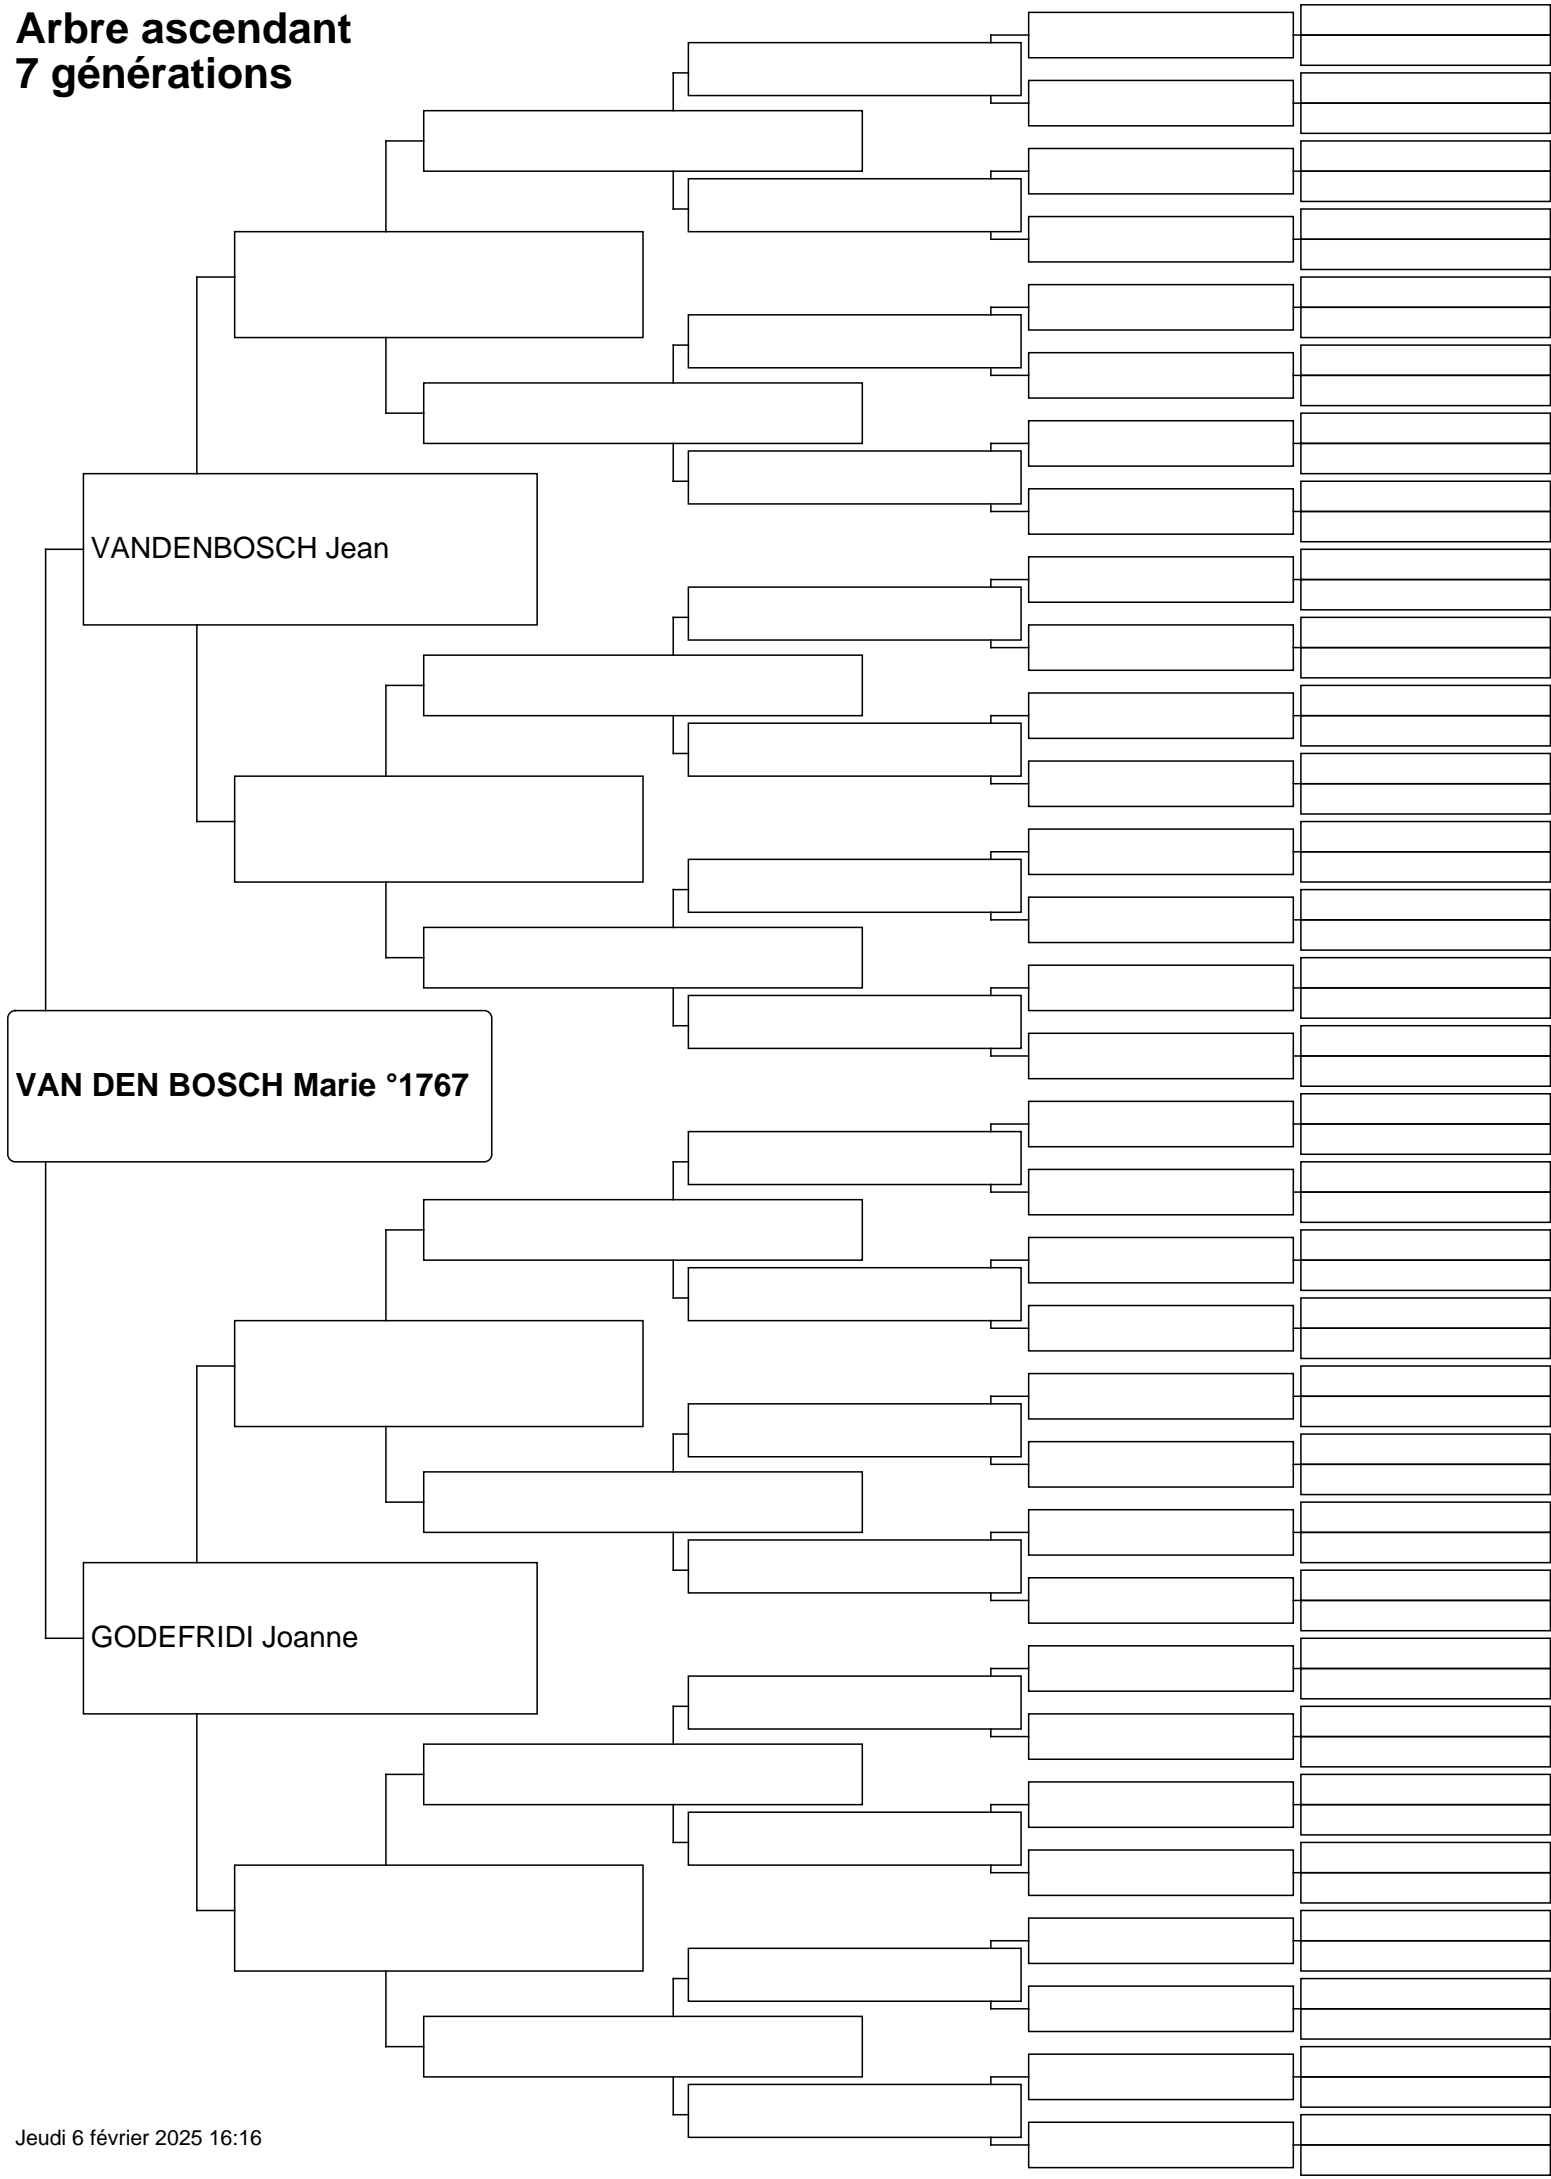 Arbre ascendant
7 générations
VANDENBOSCH Jean
VAN DEN BOSCH Marie °1767
GODEFRIDI Joanne
Jeudi 6 février 2025 16:16